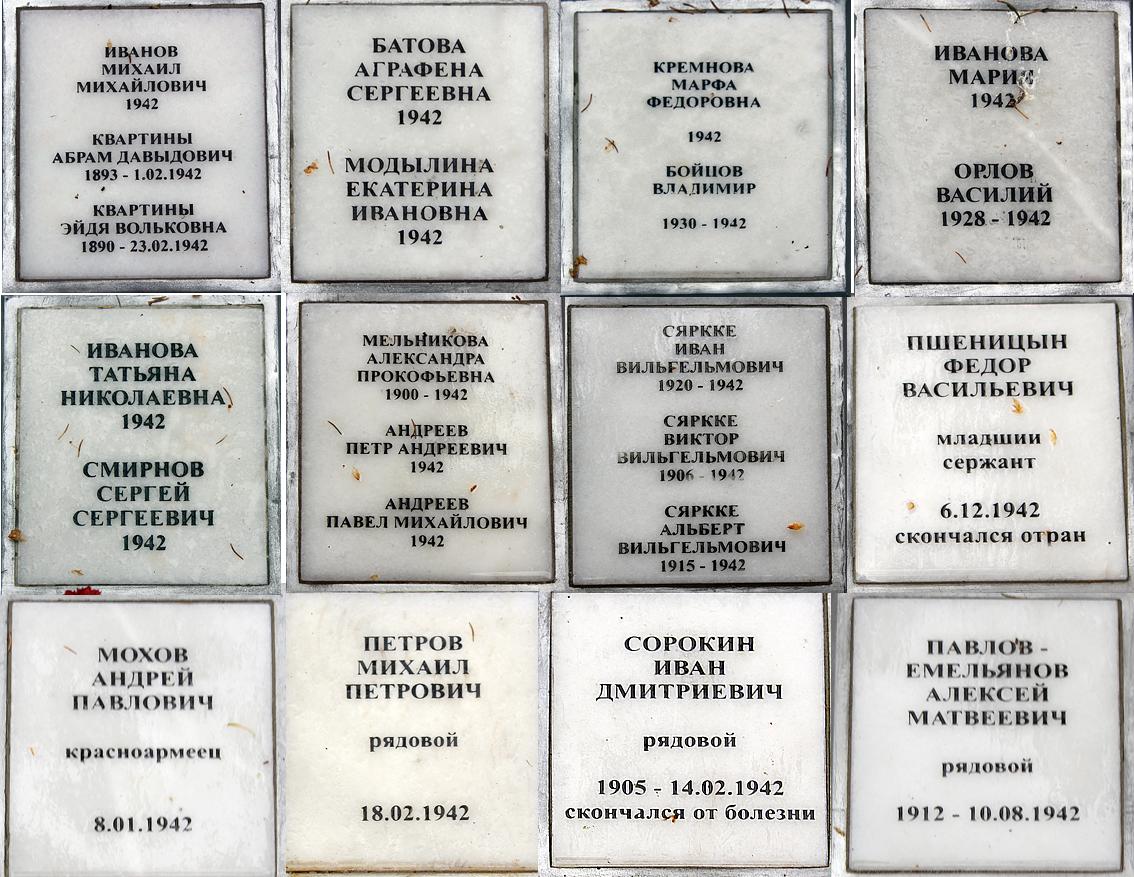 ИВАНОВ
МИХАИЛ
МИХАЙЛОВИЧ
1942
КВАРТИНЫ
АБРАМ ДАВЫДОВИЧ
1893 - 1.02.1942
КВАРТИНЫ
ЭЙДЯ ВОЛЬКОВНА
1890 - 23.02.1942
БАТОВА
АГРАФЕНА
СЕРГЕЕВНА
1942
МОДЫЛИНА
ЕКАТЕРИНА
ИВАНОВНА
1942
КРЕМНОВА
МАРФА
ФЕДОРОВНА
1942
БОЙЦОВ
ВЛАДИМИР
1930 - 1942
ИВАНОВА
МАРИЯ
1942
ОРЛОВ
ВАСИЛИЙ
1928 - 1942
ИВАНОВА
ТАТЬЯНА
НИКОЛАЕВНА
1942
СМИРНОВ
СЕРГЕЙ
СЕРГЕЕВИЧ
1942
МЕЛЬНИКОВА
АЛЕКСАНДРА
ПРОКОФЬЕВНА
1900 - 1942
АНДРЕЕВ
ПЕТР АНДРЕЕВИЧ
1942
АНДРЕЕВ
ПАВЕЛ МИХАЙЛОВИЧ
1942
СЯРККЕ
ИВАН
ВИЛЬГЕЛЬМОВИЧ
1920 - 1942
СЯРККЕ
ВИКТОР
ВИЛЬГЕЛЬМОВИЧ
1906 - 1942
СЯРККЕ
АЛЬБЕРТ
ВИЛЬГЕЛЬМОВИЧ
1915 - 1942
ПШЕНИЦЫН
ФЕДОР
ВАСИЛЬЕВИЧ
младшии
сержант
6.12.1942
скончался отран
МОХОВ
АНДРЕЙ
ПАВЛОВИЧ
красноармеец
8.01.1942
ПЕТРОВ
МИХАИЛ
ПЕТРОВИЧ
рядовой
18.02.1942
СОРОКИН
ИВАН
ДМИТРИЕВИЧ
рядовой
1905 - 14.02.1942
скончался от болезни
ПАВЛОВ -
ЕМЕЛЬЯНОВ
АЛЕКСЕЙ
МАТВЕЕВИЧ
рядовой
1912 - 10.08.1942